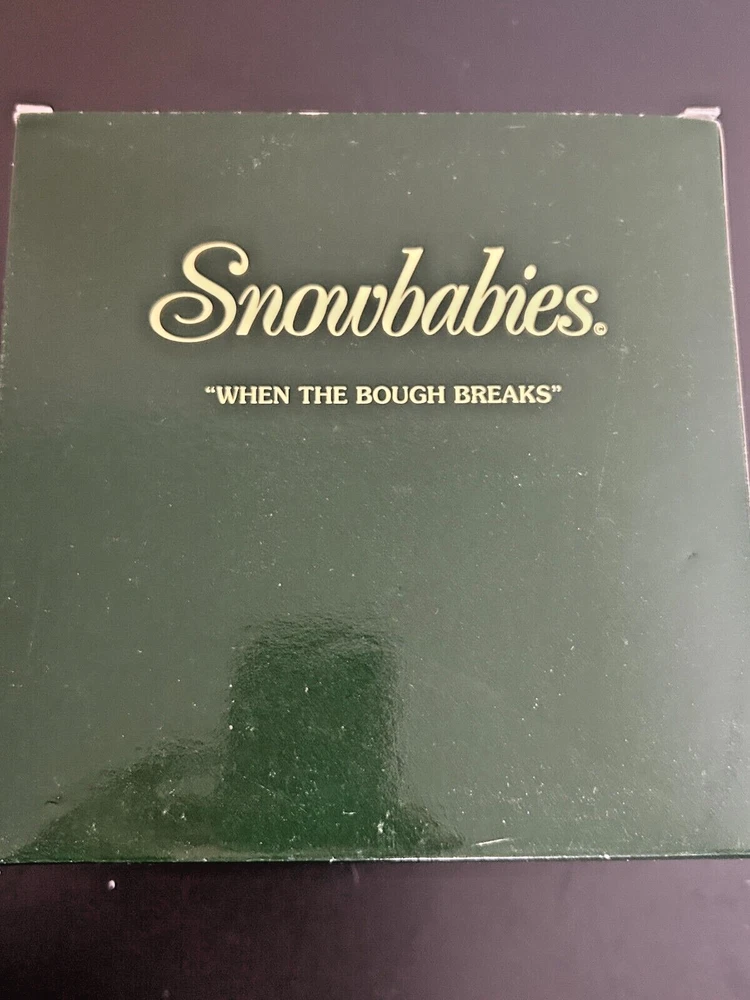 Snowbabies©
“WHEN THE BOUGH BREAKS”